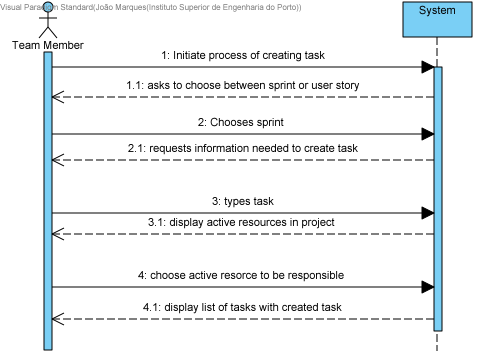 Visual Paradigm Standard(João Marques(Instituto Superior de Engenharia do Porto))
System
Team Member
1: Initiate process of creating task
1.1: asks to choose between sprint or user story
2: Chooses sprint
2.1: requests information needed to create task
3: types task
3.1: display active resources in project
4: choose active resorce to be responsible
4.1: display list of tasks with created task